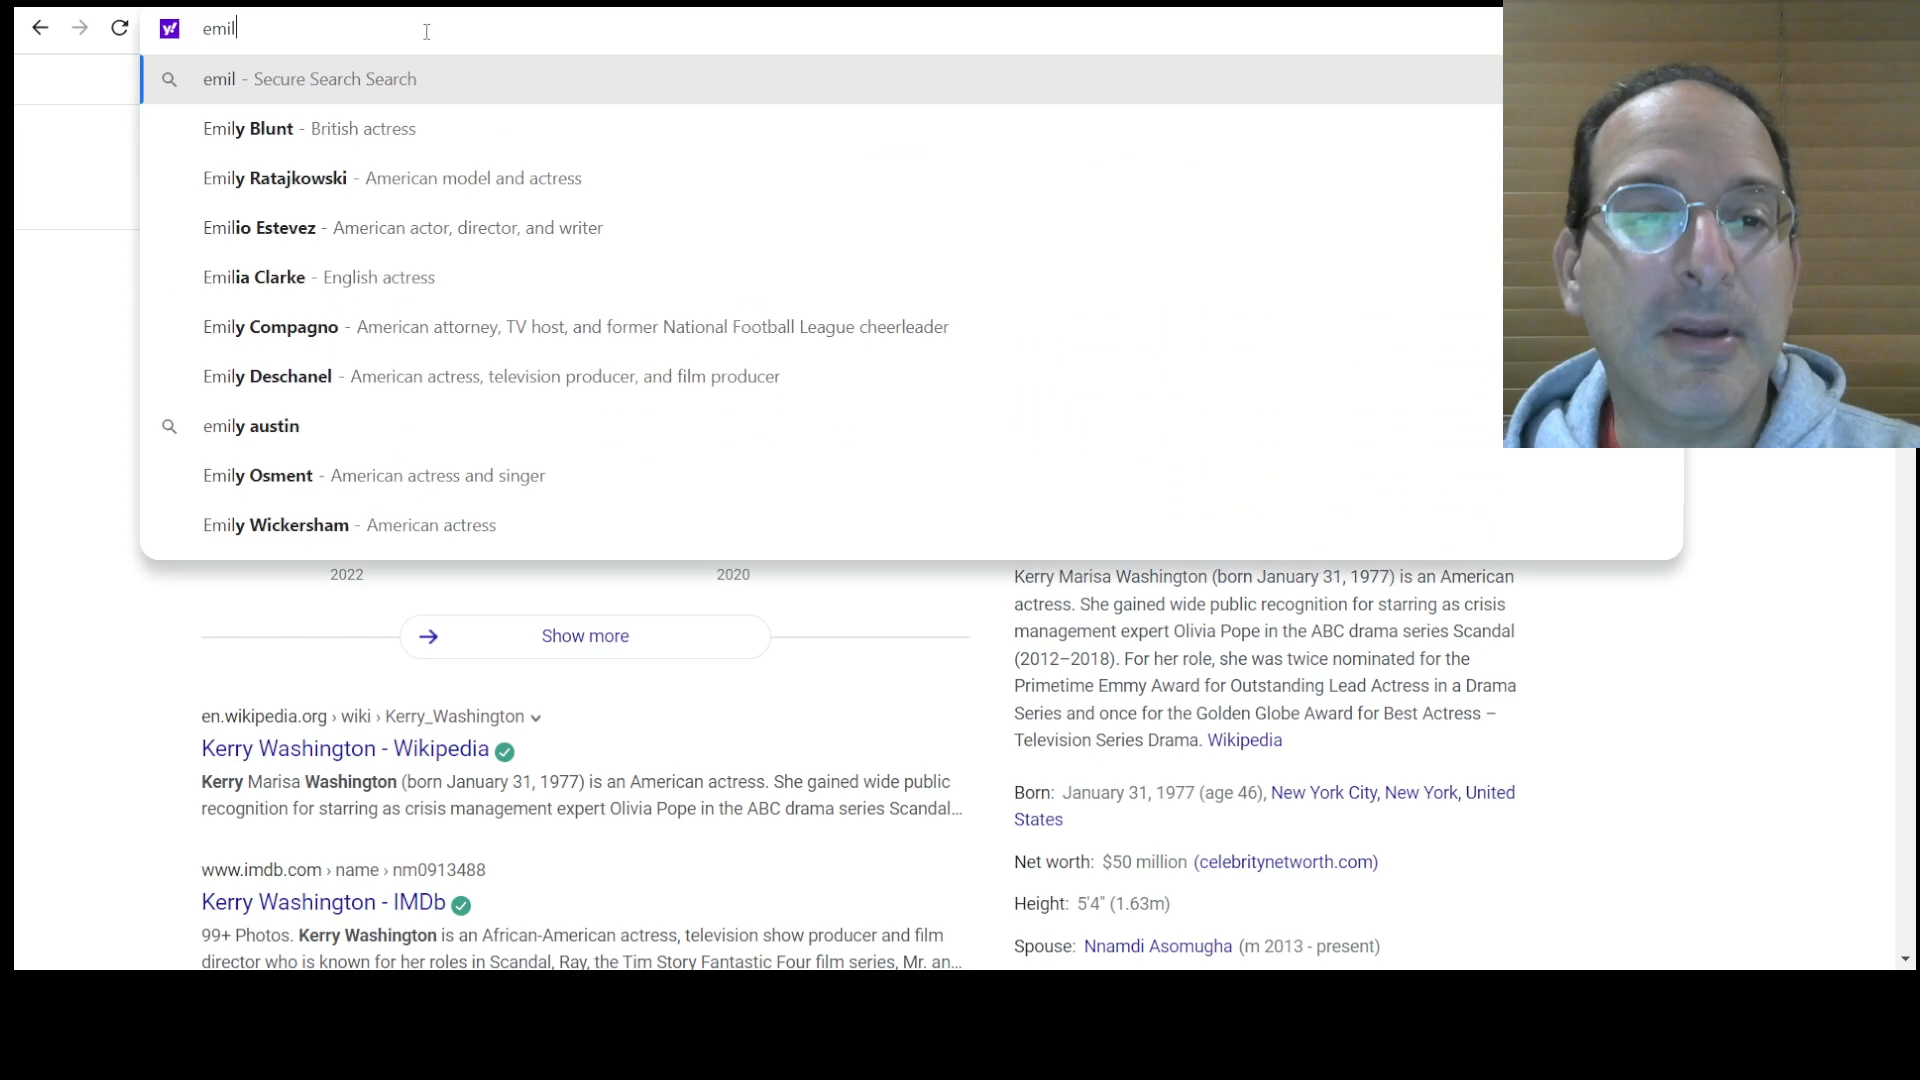 y!
emil
emil - Secure Search Search
Emily Blunt - British actress
Emily Ratajkowski - American model and actress
Emilio Estevez - American actor, director, and writer
Emilia Clarke - English actress
Emily Compagno - American attorney, TV host, and former National Football League cheerleader
Emily Deschanel - American actress, television producer, and film producer
emily austin
Emily Osment - American actress and singer
Emily Wickersham - American actress
2022
2020
Show more
en.wikipedia.org › wiki › Kerry_Washington
Kerry Washington - Wikipedia
Kerry Marisa Washington (born January 31, 1977) is an American actress. She gained wide public
recognition for starring as crisis management expert Olivia Pope in the ABC drama series Scandal...
www.imdb.com › name › nm0913488
Kerry Washington - IMDb
99+ Photos. Kerry Washington is an African-American actress, television show producer and film
director who is known for her roles in Scandal, Ray, the Tim Story Fantastic Four film series, Mr. an...
Kerry Marisa Washington (born January 31, 1977) is an American
actress. She gained wide public recognition for starring as crisis
management expert Olivia Pope in the ABC drama series Scandal
(2012–2018). For her role, she was twice nominated for the
Primetime Emmy Award for Outstanding Lead Actress in a Drama
Series and once for the Golden Globe Award for Best Actress –
Television Series Drama. Wikipedia
Born: January 31, 1977 (age 46), New York City, New York, United
States
Net worth: $50 million (celebritynetworth.com)
Height: 5'4" (1.63m)
Spouse: Nnamdi Asomugha (m 2013 - present)